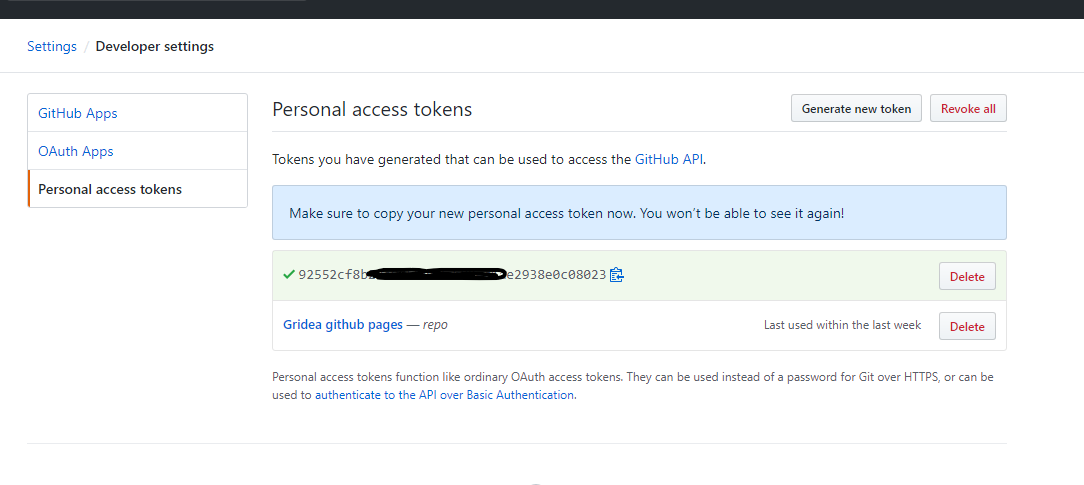 Settings / Developer settings
GitHub Apps
OAuth Apps
Personal access tokens
Personal access tokens
Generate new token
Revoke all
Tokens you have generated that can be used to access the GitHub API.
Make sure to copy your new personal access token now. You won't be able to see it again!
92552cf8b e2938e0c08023
Delete
Gridea github pages — repo
Last used within the last week
Delete
Personal access tokens function like ordinary OAuth access tokens. They can be used instead of a password for Git over HTTPS, or can be
used to authenticate to the API over Basic Authentication.